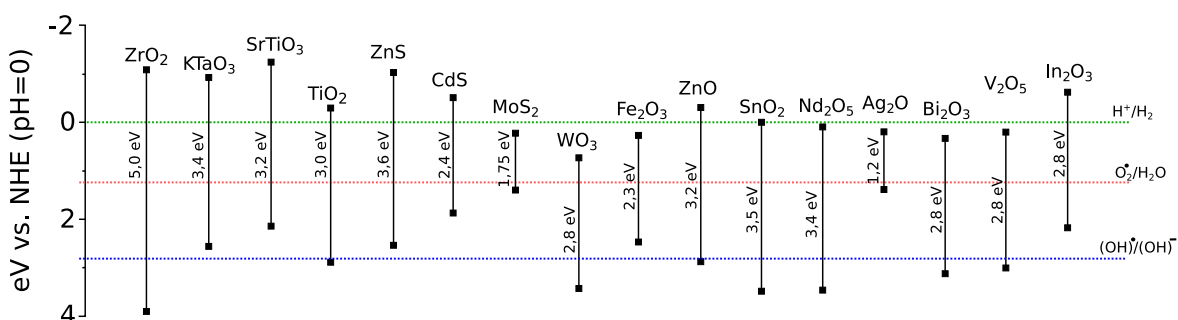 eV vs. NHE (pH=0)
-2
0
2
4
ZrO₂
5,0 eV
KTaO₃
3,4 eV
SrTiO₃
3,2 eV
TiO₂
3,0 eV
ZnS
3,6 eV
CdS
2,4 eV
MoS₂
1,75 eV
WO₃
2,8 eV
Fe₂O₃
2,3 eV
ZnO
3,2 eV
SnO₂
3,5 eV
Nd₂O₅
3,4 eV
Ag₂O
1,2 eV
Bi₂O₃
2,8 eV
V₂O₅
2,8 eV
In₂O₃
2,8 eV
H⁺/H₂
O₂•/H₂O
(OH)•/(OH)⁻